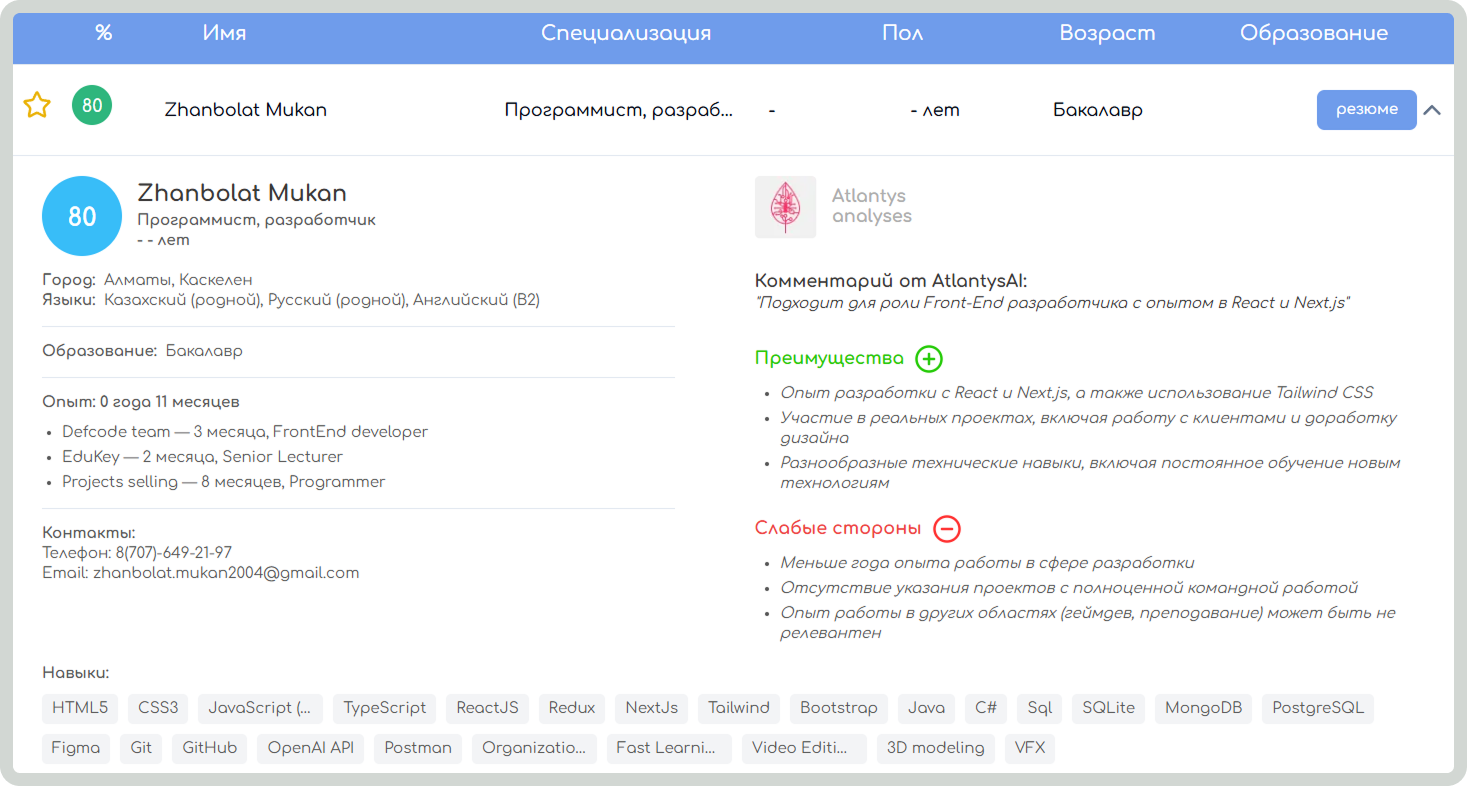 % Имя Специализация Пол Возраст Образование
80 Zhanbolat Mukan Программист, разраб... - - лет Бакалавр резюме
80
Zhanbolat Mukan
Программист, разработчик
- - лет
Город: Алматы, Каскелен
Языки: Казахский (родной), Русский (родной), Английский (B2)
Образование: Бакалавр
Опыт: 0 года 11 месяцев
• Defcode team — 3 месяца, FrontEnd developer
• EduKey — 2 месяца, Senior Lecturer
• Projects selling — 8 месяцев, Programmer
Контакты:
Телефон: 8(707)-649-21-97
Email: zhanbolat.mukan2004@gmail.com
Atlantys
analyses
Комментарий от AtlantysAI:
"Подходит для роли Front-End разработчика с опытом в React и Next.js"
Преимущества
• Опыт разработки с React и Next.js, а также использование Tailwind CSS
• Участие в реальных проектах, включая работу с клиентами и доработку
дизайна
• Разнообразные технические навыки, включая постоянное обучение новым
технологиям
Слабые стороны
• Меньше года опыта работы в сфере разработки
• Отсутствие указания проектов с полноценной командной работой
• Опыт работы в других областях (геймдев, преподавание) может быть не
релевантен
Навыки:
HTML5 CSS3 JavaScript (... TypeScript ReactJS Redux NextJs Tailwind Bootstrap Java C# Sql SQLite MongoDB PostgreSQL
Figma Git GitHub OpenAI API Postman Organizatio... Fast Learni... Video Editi... 3D modeling VFX